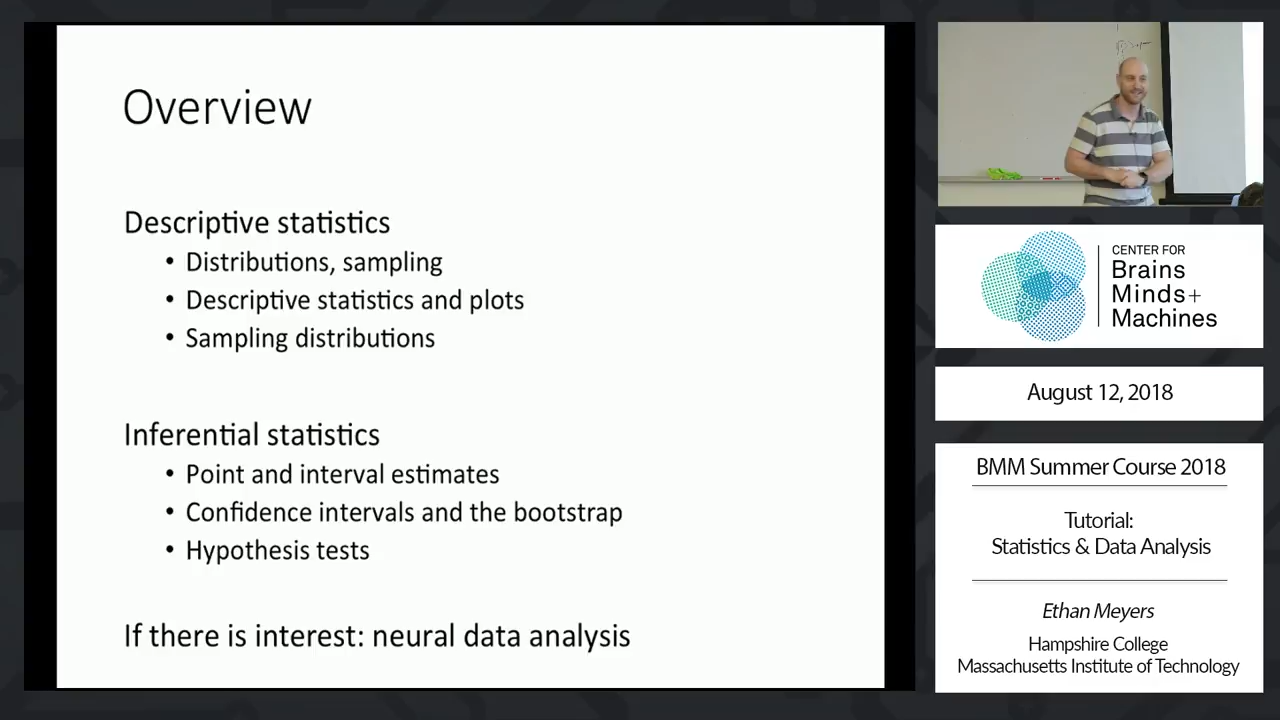 Overview
Descriptive statistics
• Distributions, sampling
• Descriptive statistics and plots
• Sampling distributions
Inferential statistics
• Point and interval estimates
• Confidence intervals and the bootstrap
• Hypothesis tests
If there is interest: neural data analysis
CENTER FOR
Brains
Minds+
Machines
August 12, 2018
BMM Summer Course 2018
Tutorial:
Statistics & Data Analysis
Ethan Meyers
Hampshire College
Massachusetts Institute of Technology